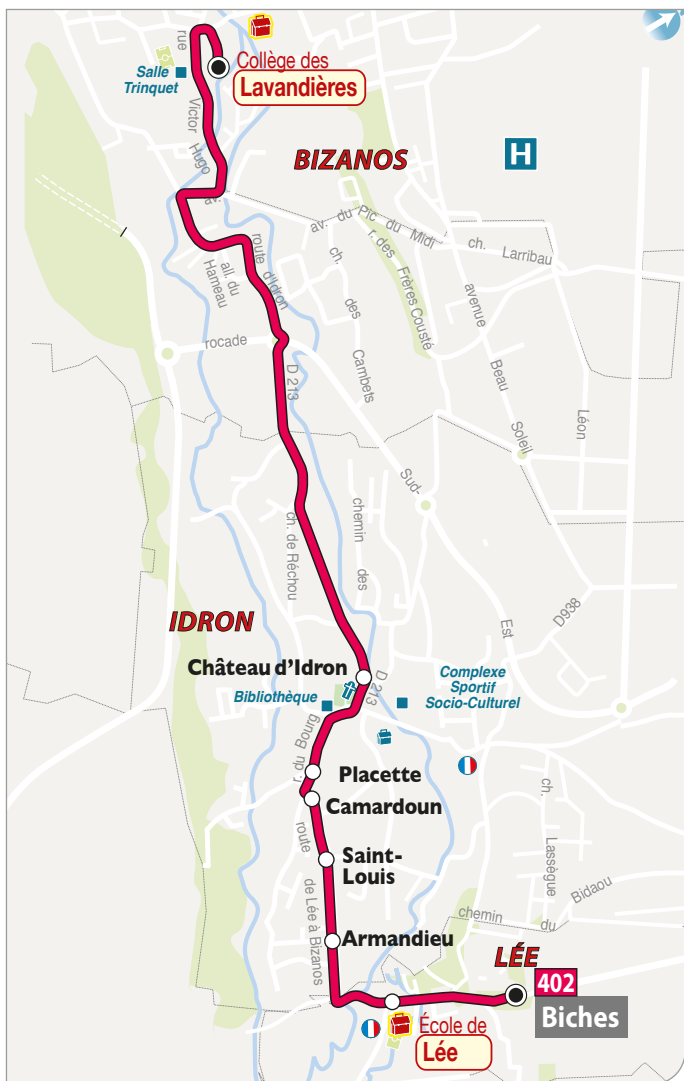 rue
Salle
Trinquet
Collège des
Lavandières
Victor Hugo
BIZANOS
H
av.
av. du Pic du Midi
ch. Larribau
route d'Idron
all. du
Hameau
ch. des Cambets
r. des Frères Cousté
avenue Beau Soleil
Léon
rocade
D 213
Sud-
ch. de Réchou
chemin des
IDRON
Est
D938
Château d'Idron
D 213
Bibliothèque
Complexe
Sportif
Socio-Culturel
r. du Bourg
Placette
Camardoun
ch. Lassègue
route
Saint-
Louis
Bidaou
chemin du
de Lée à Bizanos
Armandieu
LÉE
402
Biches
École de
Lée